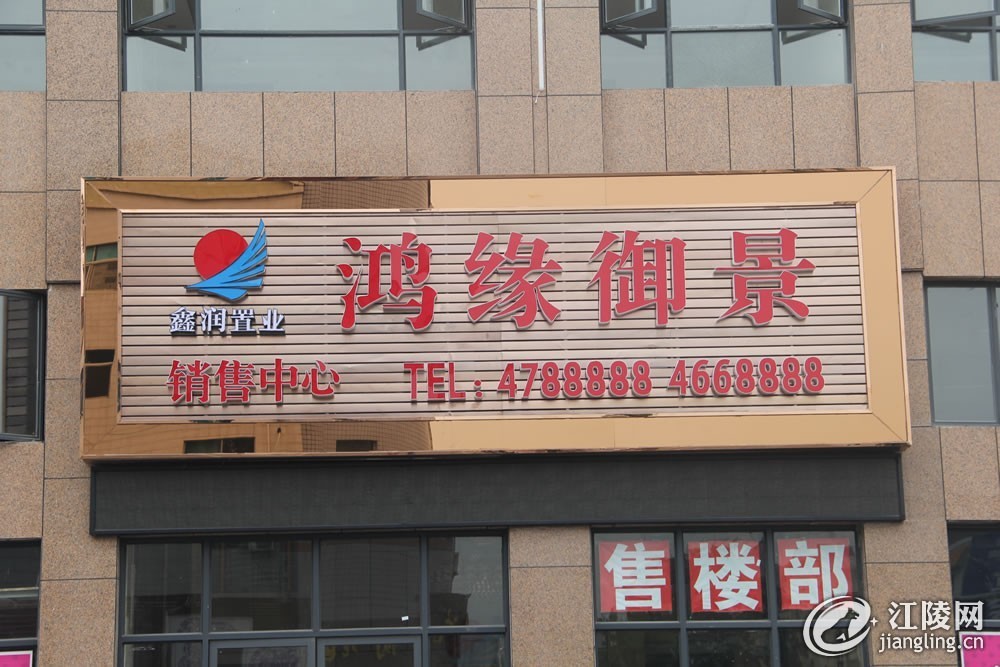 鸿缘御景
鑫润置业
销售中心 TEL：4788888 4668888
售楼部
江陵网
jiangling.cn